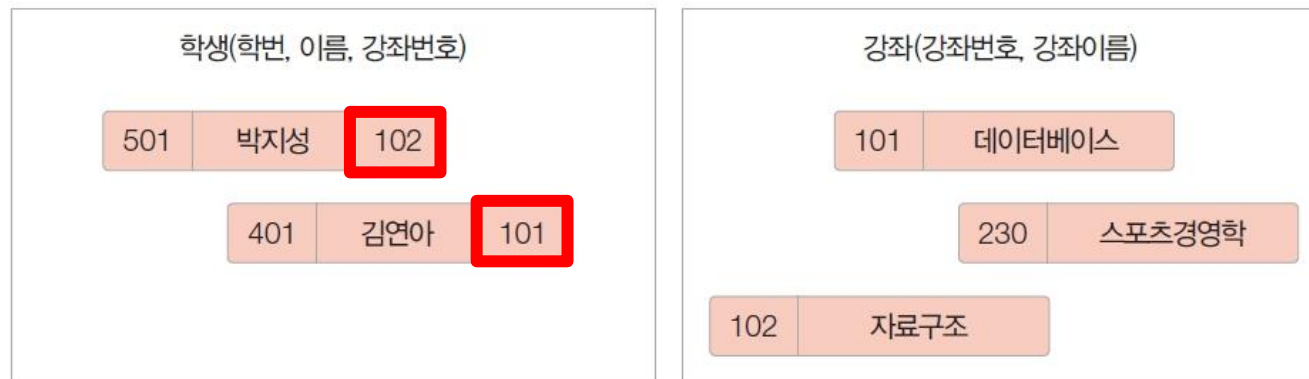 학생(학번, 이름, 강좌번호)
501 박지성 102
401 김연아 101
강좌(강좌번호, 강좌이름)
101 데이터베이스
230 스포츠경영학
102 자료구조